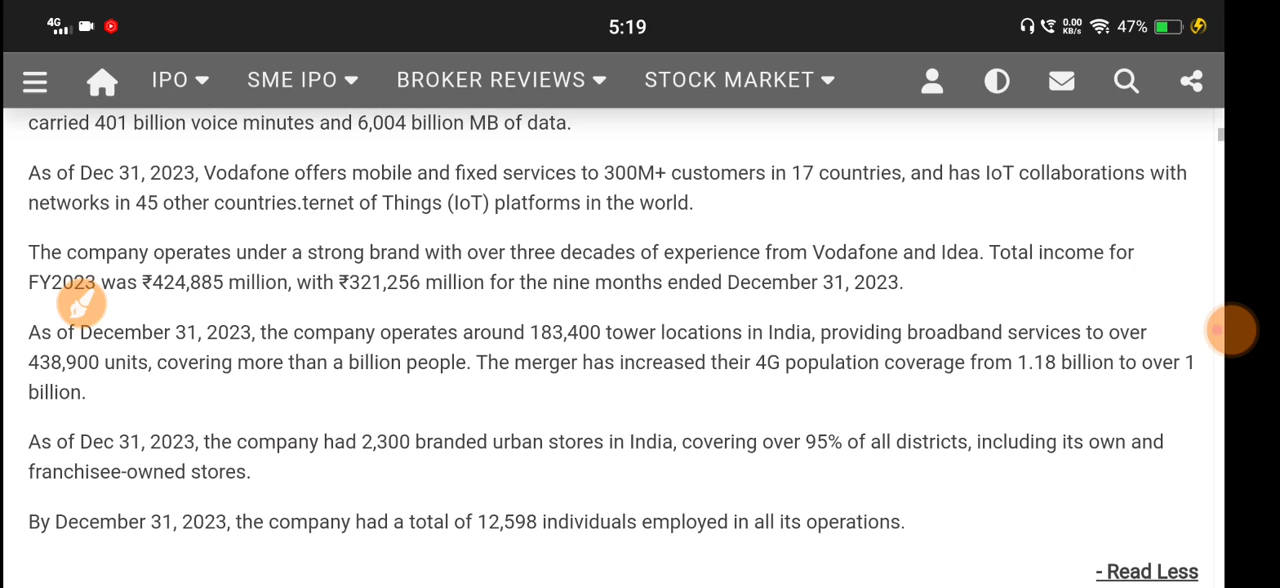 4G 5:19 0.00 KB/s 47%
IPO SME IPO BROKER REVIEWS STOCK MARKET
carried 401 billion voice minutes and 6,004 billion MB of data.
As of Dec 31, 2023, Vodafone offers mobile and fixed services to 300M+ customers in 17 countries, and has IoT collaborations with
networks in 45 other countries.ternet of Things (IoT) platforms in the world.
The company operates under a strong brand with over three decades of experience from Vodafone and Idea. Total income for
FY2023 was ₹424,885 million, with ₹321,256 million for the nine months ended December 31, 2023.
As of December 31, 2023, the company operates around 183,400 tower locations in India, providing broadband services to over
438,900 units, covering more than a billion people. The merger has increased their 4G population coverage from 1.18 billion to over 1
billion.
As of Dec 31, 2023, the company had 2,300 branded urban stores in India, covering over 95% of all districts, including its own and
franchisee-owned stores.
By December 31, 2023, the company had a total of 12,598 individuals employed in all its operations.
- Read Less